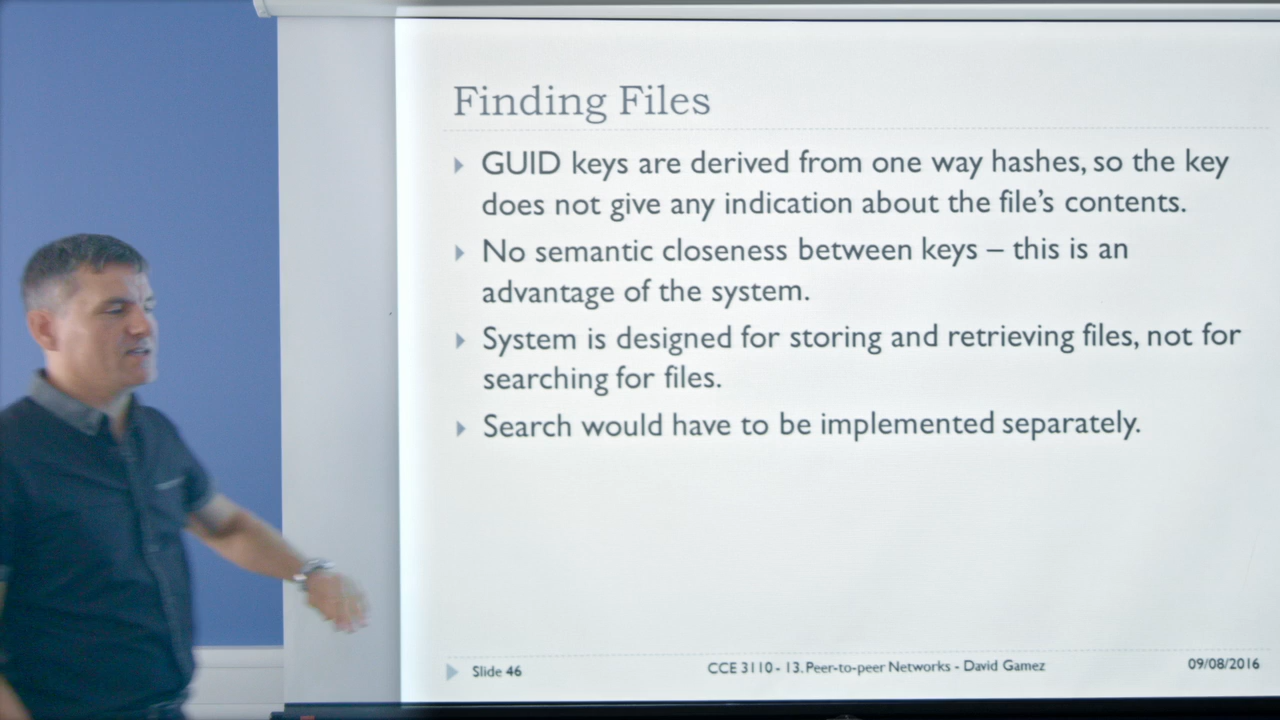 Finding Files
GUID keys are derived from one way hashes, so the key
does not give any indication about the file's contents.
No semantic closeness between keys – this is an
advantage of the system.
System is designed for storing and retrieving files, not for
searching for files.
Search would have to be implemented separately.
Slide 46
CCE 3110 - 13. Peer-to-peer Networks - David Gamez
09/08/2016